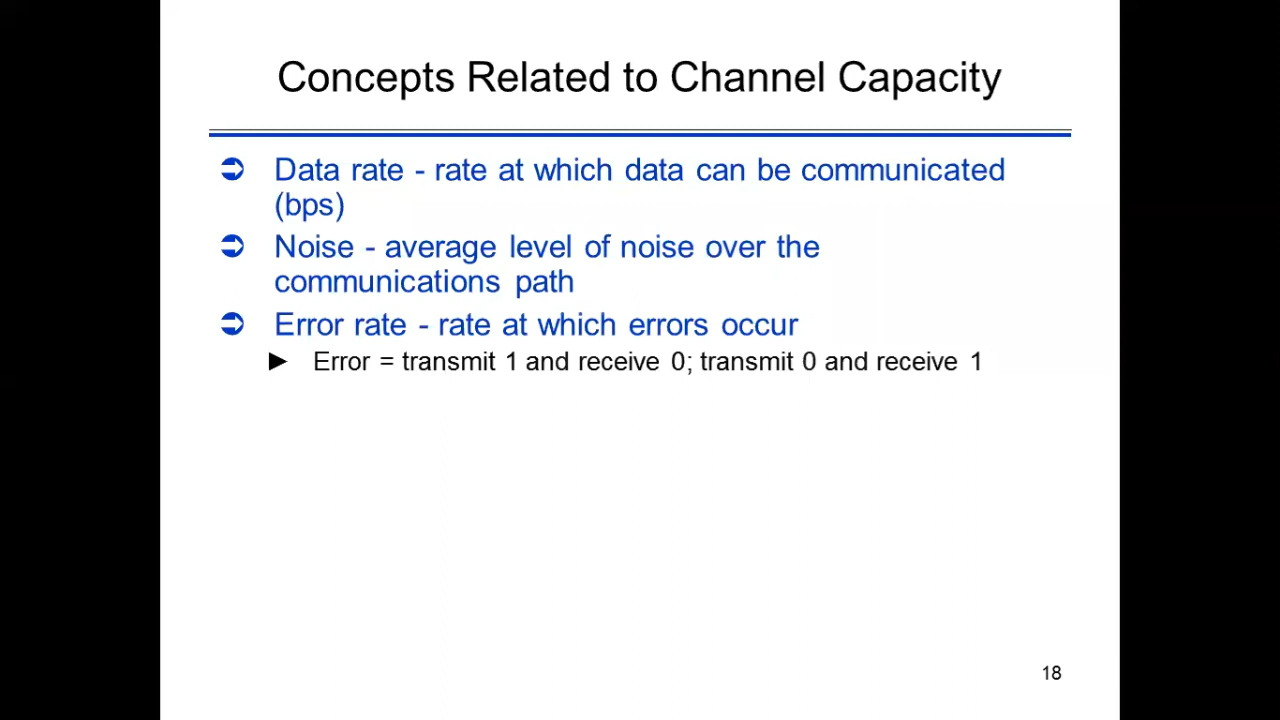 Concepts Related to Channel Capacity
Data rate - rate at which data can be communicated
(bps)
Noise - average level of noise over the
communications path
Error rate - rate at which errors occur
Error = transmit 1 and receive 0; transmit 0 and receive 1
18